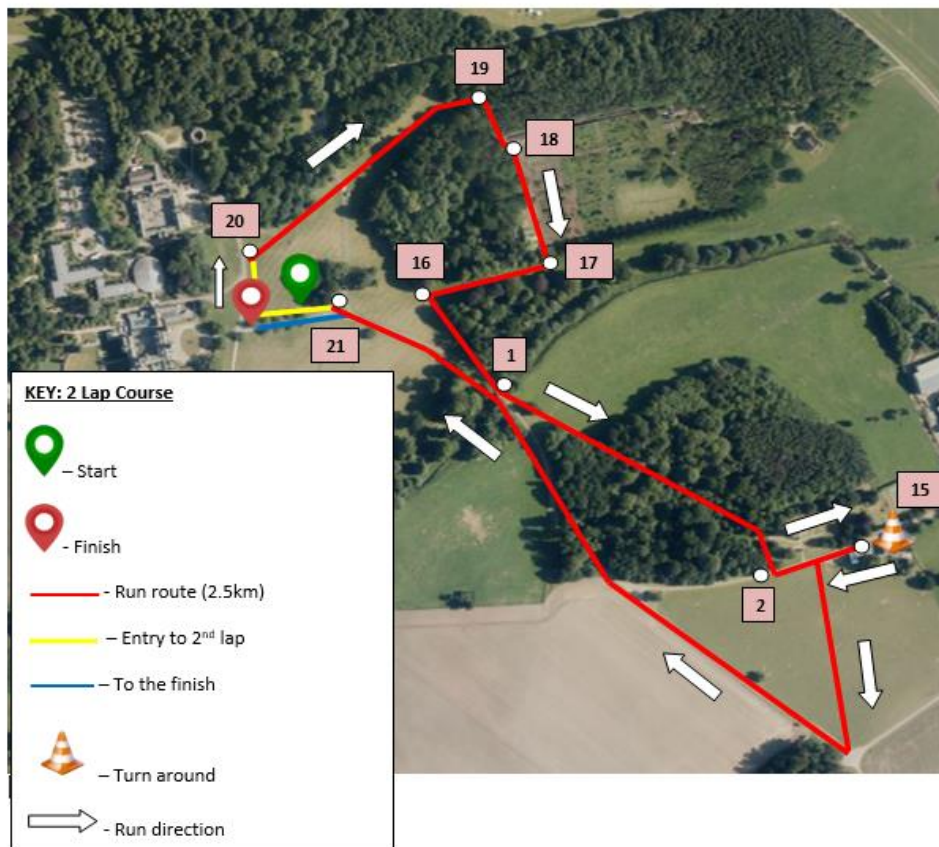 19
18
20
17
16
21
1
15
2
KEY: 2 Lap Course
– Start
- Finish
- Run route (2.5km)
– Entry to 2nd lap
– To the finish
– Turn around
- Run direction